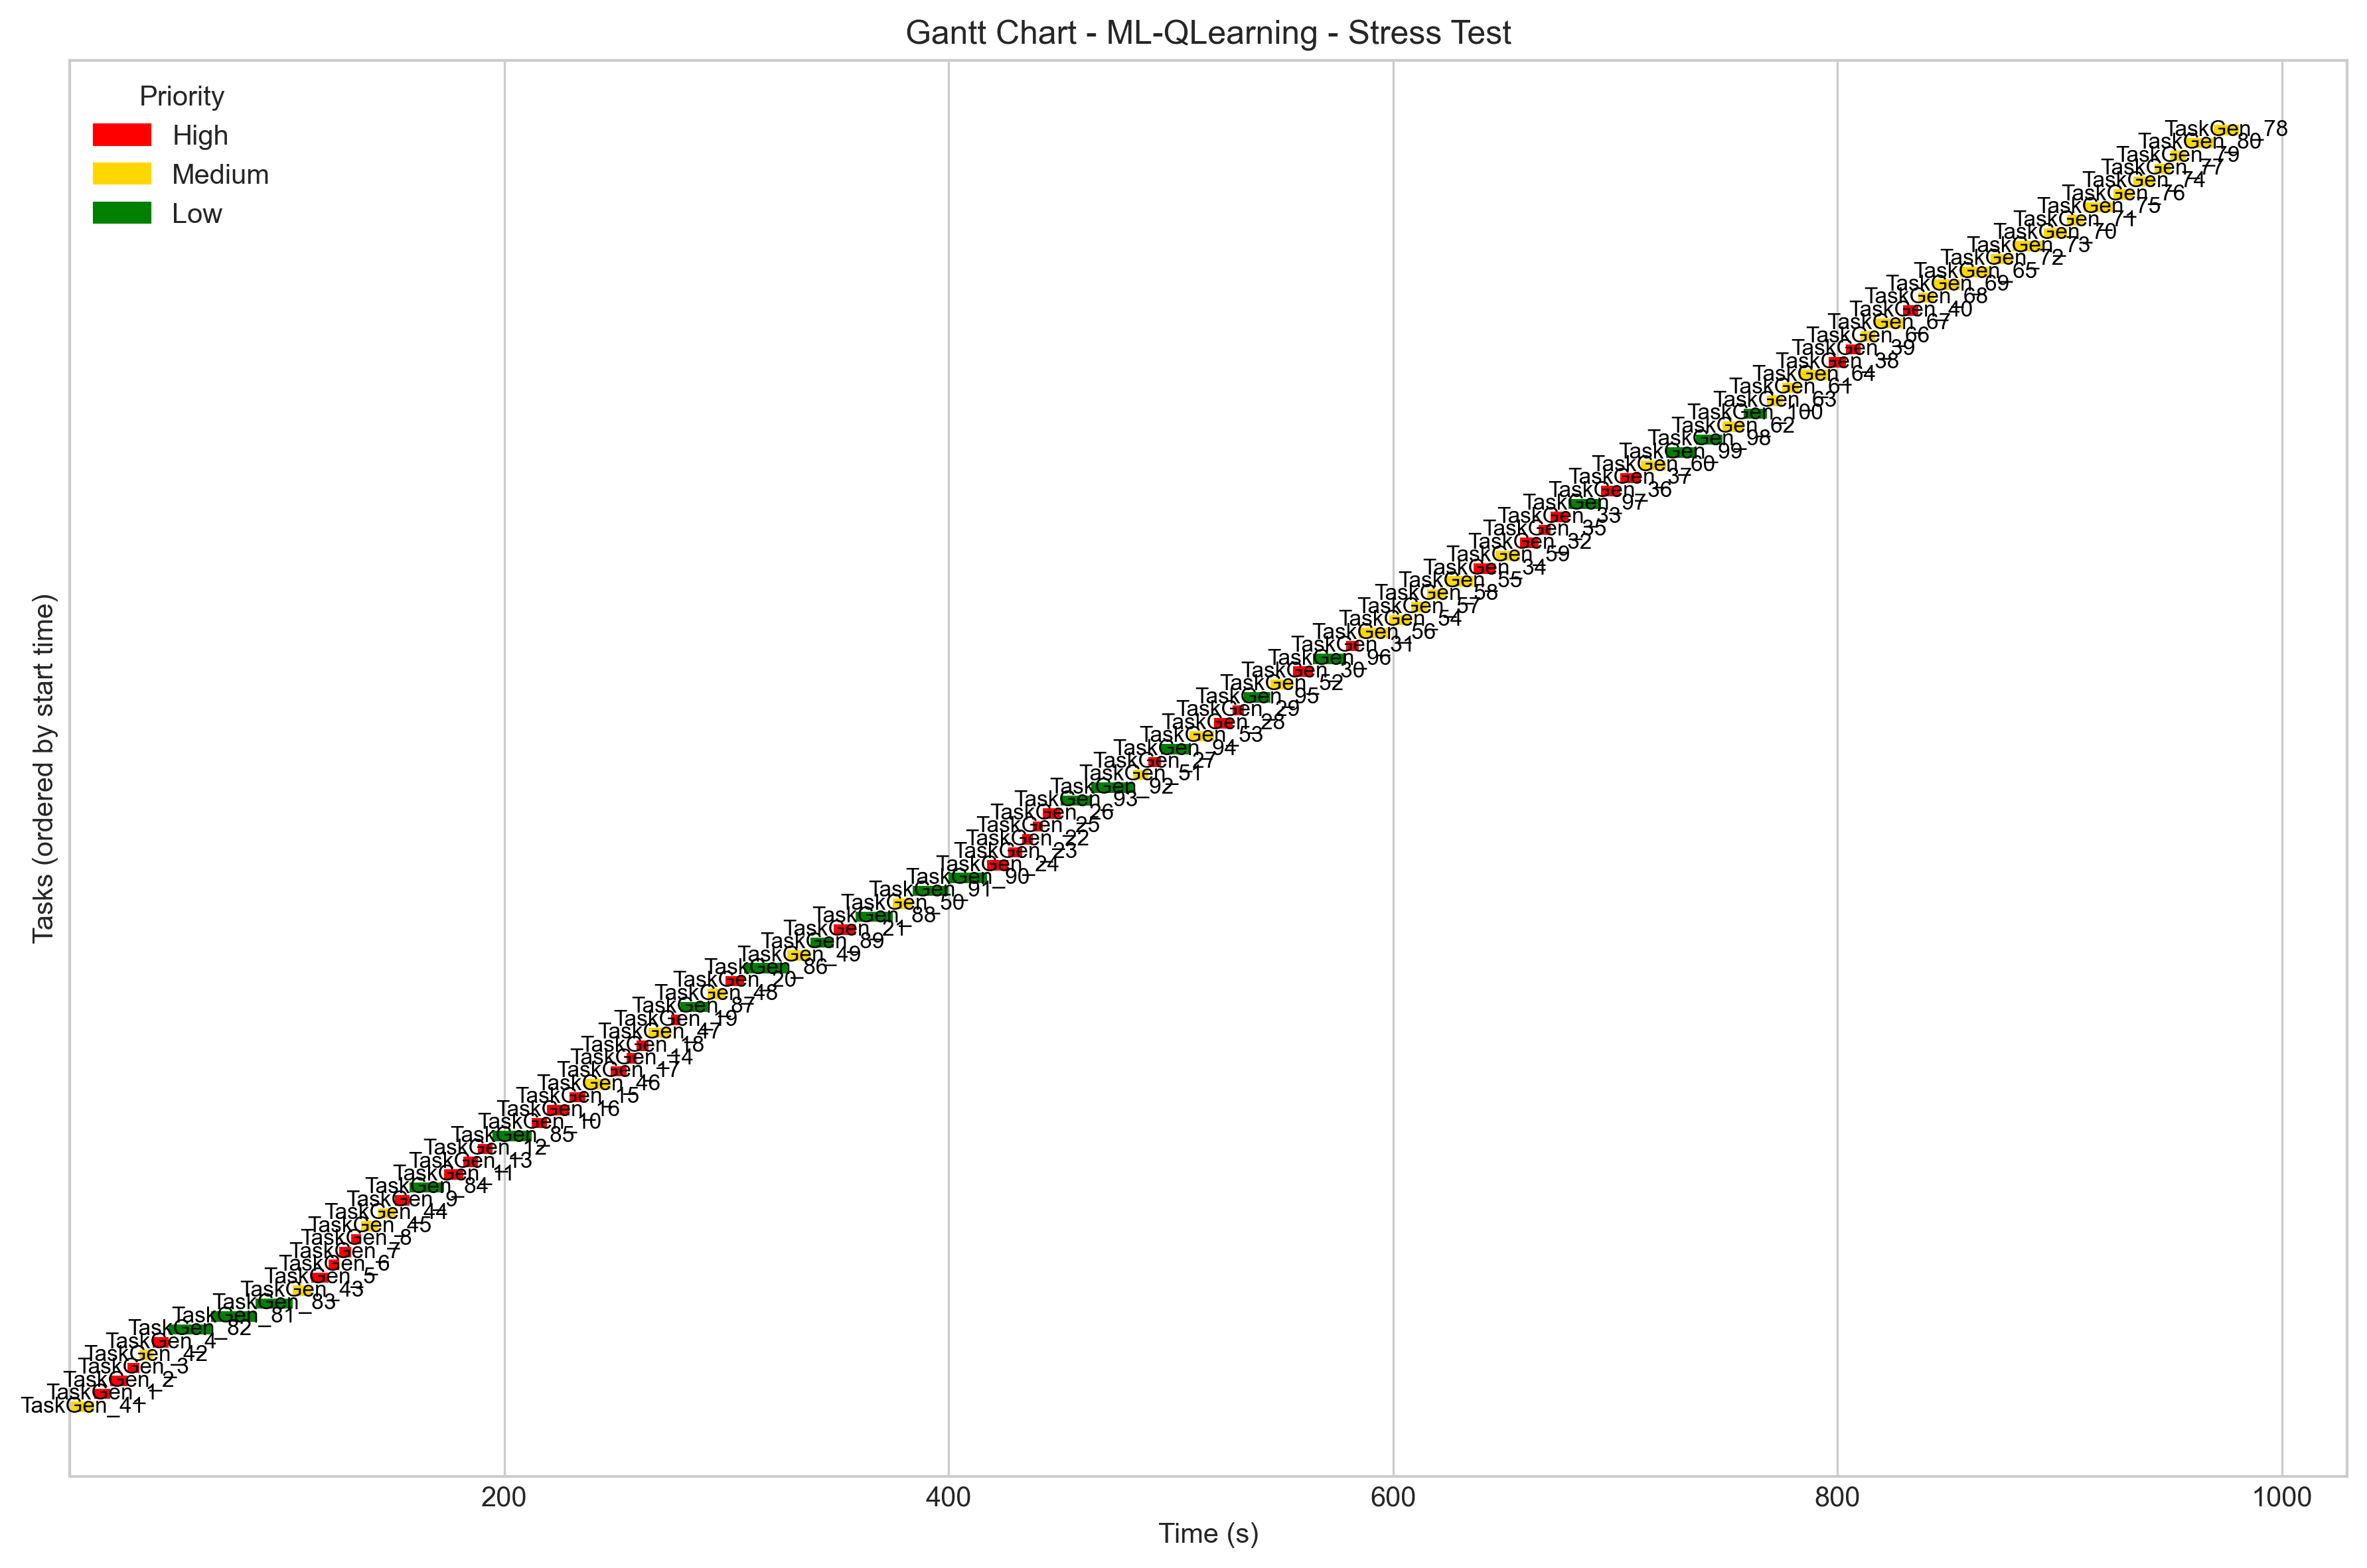 Gantt Chart - ML-QLearning - Stress Test
Priority
High
Medium
Low
TaskGen_78
TaskGen_80
TaskGen_79
TaskGen_77
TaskGen_74
TaskGen_76
TaskGen_75
TaskGen_71
TaskGen_70
TaskGen_73
TaskGen_72
TaskGen_65
TaskGen_69
TaskGen_68
TaskGen_40
TaskGen_67
TaskGen_66
TaskGen_39
TaskGen_38
TaskGen_64
TaskGen_61
TaskGen_63
TaskGen_100
TaskGen_62
TaskGen_98
TaskGen_99
TaskGen_60
TaskGen_37
TaskGen_36
TaskGen_97
TaskGen_33
TaskGen_35
TaskGen_32
TaskGen_59
TaskGen_34
TaskGen_55
TaskGen_58
TaskGen_57
TaskGen_54
TaskGen_56
TaskGen_31
TaskGen_96
TaskGen_30
TaskGen_52
TaskGen_95
TaskGen_29
TaskGen_28
TaskGen_53
TaskGen_94
TaskGen_27
TaskGen_51
TaskGen_92
TaskGen_93
TaskGen_26
TaskGen_25
TaskGen_22
TaskGen_23
TaskGen_24
TaskGen_90
TaskGen_91
TaskGen_50
TaskGen_88
TaskGen_21
TaskGen_89
TaskGen_49
TaskGen_86
TaskGen_20
TaskGen_48
TaskGen_87
TaskGen_19
TaskGen_47
TaskGen_18
TaskGen_14
TaskGen_17
TaskGen_46
TaskGen_15
TaskGen_16
TaskGen_10
TaskGen_85
TaskGen_12
TaskGen_13
TaskGen_11
TaskGen_84
TaskGen_9
TaskGen_44
TaskGen_45
TaskGen_8
TaskGen_7
TaskGen_6
TaskGen_5
TaskGen_43
TaskGen_83
TaskGen_81
TaskGen_82
TaskGen_4
TaskGen_42
TaskGen_3
TaskGen_2
TaskGen_1
TaskGen_41
Tasks (ordered by start time)
200 400 600 800 1000
Time (s)